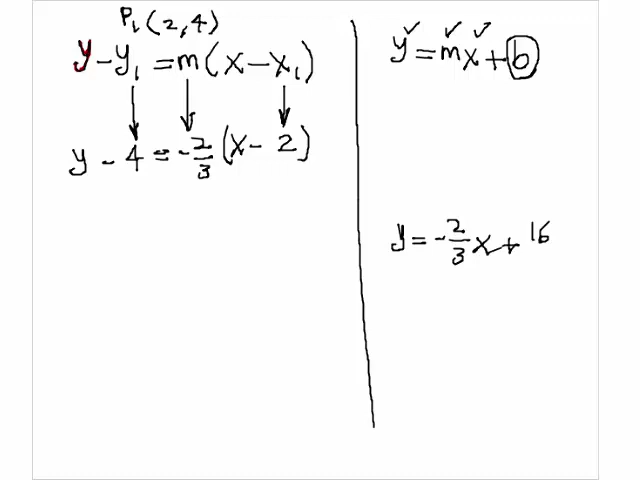 P₁ (2,4)
y - y₁ = m(x - x₁)
y - 4 = -2/3 (x - 2)
y = mx + b
y = -2/3 x + 16